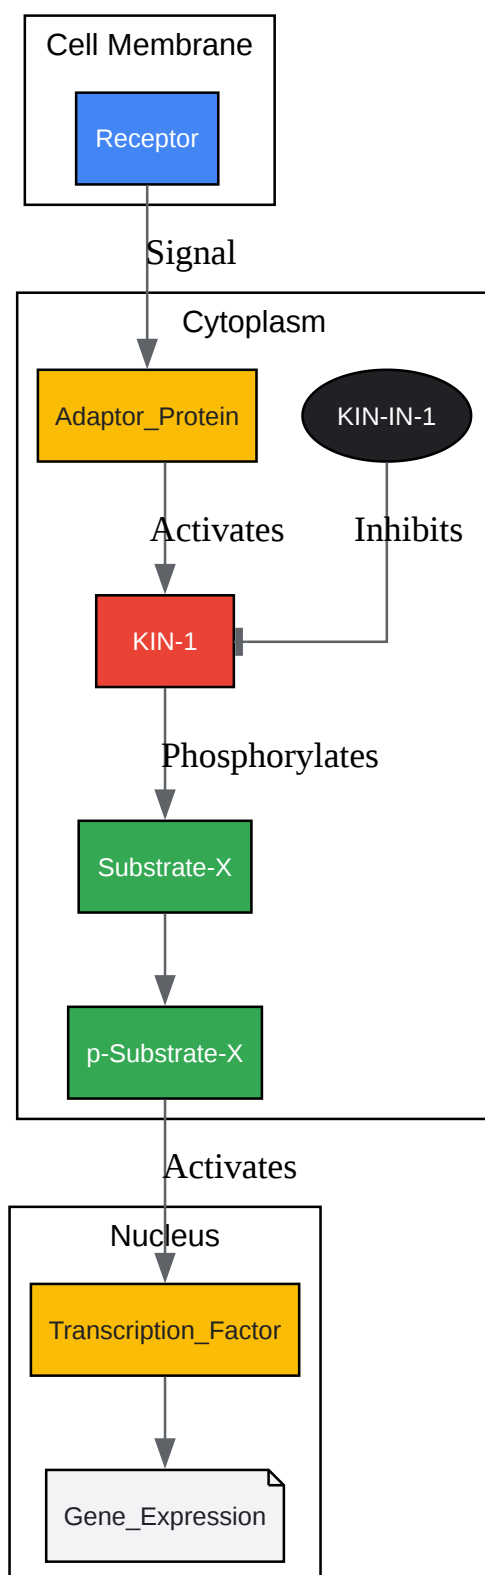 Cell Membrane
Receptor
Signal
Cytoplasm
Adaptor_Protein
KIN-IN-1
Activates
Inhibits
KIN-1
Phosphorylates
Substrate-X
p-Substrate-X
Activates
Nucleus
Transcription_Factor
Gene_Expression